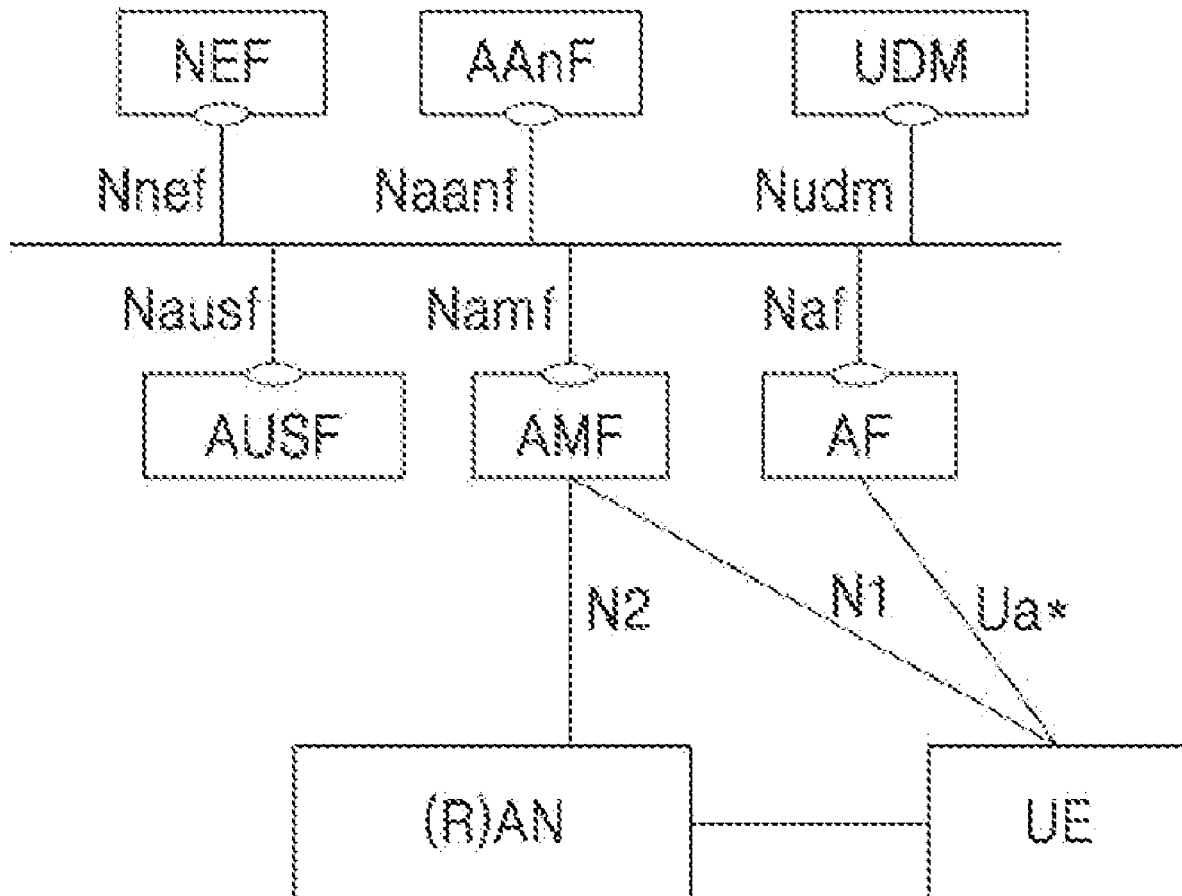 NEF AAnF UDM
Nnef Naanf Nudm
Nausf Namf Naf
AUSF AMF AF
N2 N1 Ua*
(R)AN UE